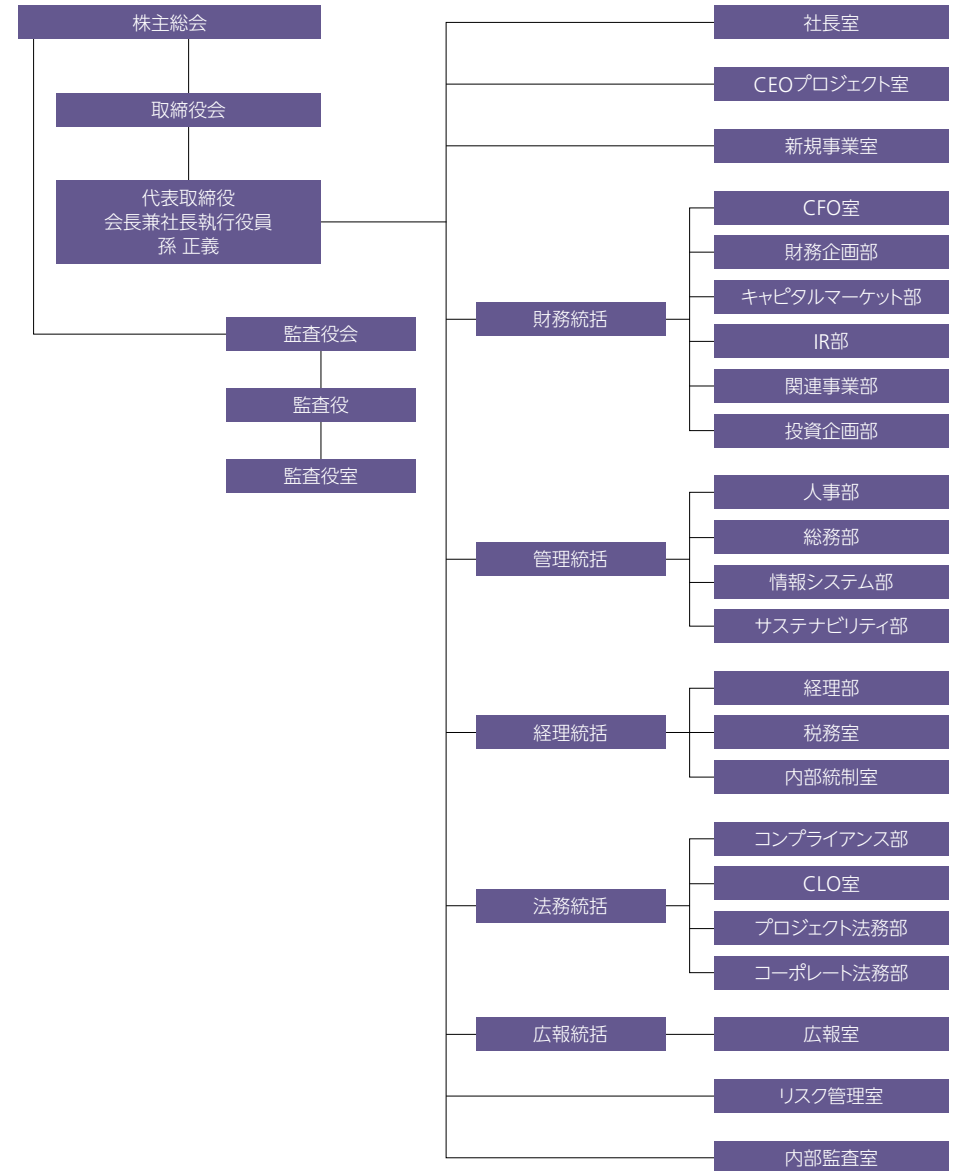 株主総会
取締役会
代表取締役
会長兼社長執行役員
孫 正義
監査役会
監査役
監査役室
社長室
CEOプロジェクト室
新規事業室
財務統括
CFO室
財務企画部
キャピタルマーケット部
IR部
関連事業部
投資企画部
管理統括
人事部
総務部
情報システム部
サステナビリティ部
経理統括
経理部
税務室
内部統制室
法務統括
コンプライアンス部
CLO室
プロジェクト法務部
コーポレート法務部
広報統括
広報室
リスク管理室
内部監査室